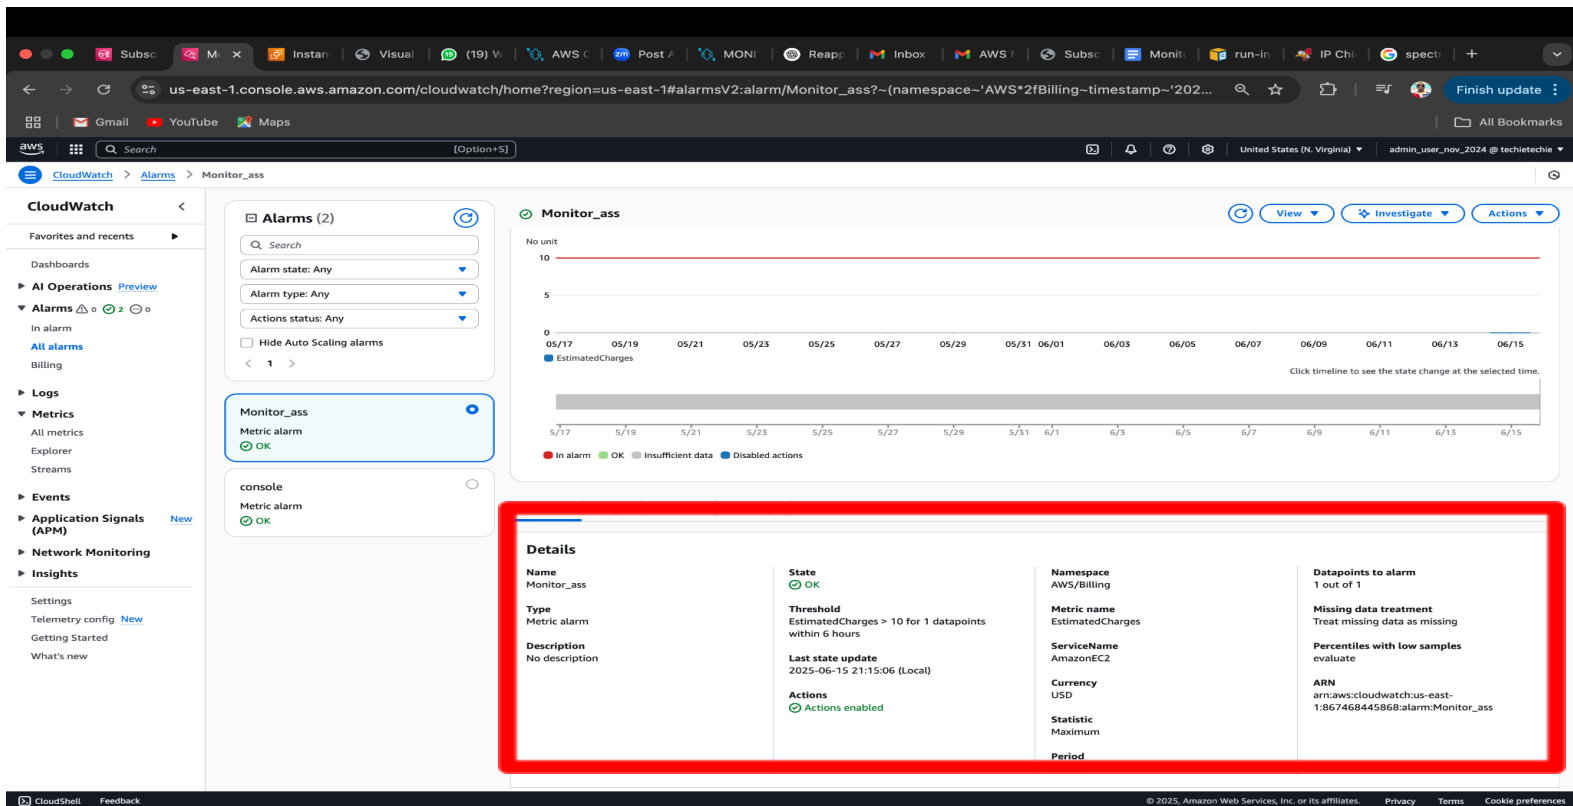 Subsc
Mo
Instan
Visual
(19) W
AWS C
Post A
MONI
Reapp
Inbox
AWS N
Subsc
Monito
run-in
IP Chi
spectr
us-east-1.console.aws.amazon.com/cloudwatch/home?region=us-east-1#alarmsV2:alarm/Monitor_ass?~(namespace~'AWS*2fBilling~timestamp~'202...
Finish update
Gmail
YouTube
Maps
All Bookmarks
aws
Search
[Option+S]
United States (N. Virginia)
admin_user_nov_2024 @ techietechie
CloudWatch > Alarms > Monitor_ass
CloudWatch
Favorites and recents
Dashboards
AI Operations Preview
Alarms 0 2 0
In alarm
All alarms
Billing
Logs
Metrics
All metrics
Explorer
Streams
Events
Application Signals New
(APM)
Network Monitoring
Insights
Settings
Telemetry config New
Getting Started
What's new
Alarms (2)
Search
Alarm state: Any
Alarm type: Any
Actions status: Any
Hide Auto Scaling alarms
< 1 >
Monitor_ass
Metric alarm
OK
console
Metric alarm
OK
Monitor_ass
View
Investigate
Actions
No unit
10
5
0
05/17 05/19 05/21 05/23 05/25 05/27 05/29 05/31 06/01 06/03 06/05 06/07 06/09 06/11 06/13 06/15
EstimatedCharges
Click timeline to see the state change at the selected time.
5/17 5/19 5/21 5/23 5/25 5/27 5/29 5/31 6/1 6/3 6/5 6/7 6/9 6/11 6/13 6/15
In alarm OK Insufficient data Disabled actions
Details
Name
Monitor_ass
Type
Metric alarm
Description
No description
State
OK
Threshold
EstimatedCharges > 10 for 1 datapoints
within 6 hours
Last state update
2025-06-15 21:15:06 (Local)
Actions
Actions enabled
Namespace
AWS/Billing
Metric name
EstimatedCharges
ServiceName
AmazonEC2
Currency
USD
Statistic
Maximum
Period
Datapoints to alarm
1 out of 1
Missing data treatment
Treat missing data as missing
Percentiles with low samples
evaluate
ARN
arn:aws:cloudwatch:us-east-
1:867468445868:alarm:Monitor_ass
CloudShell
Feedback
© 2025, Amazon Web Services, Inc. or its affiliates.
Privacy
Terms
Cookie preferences